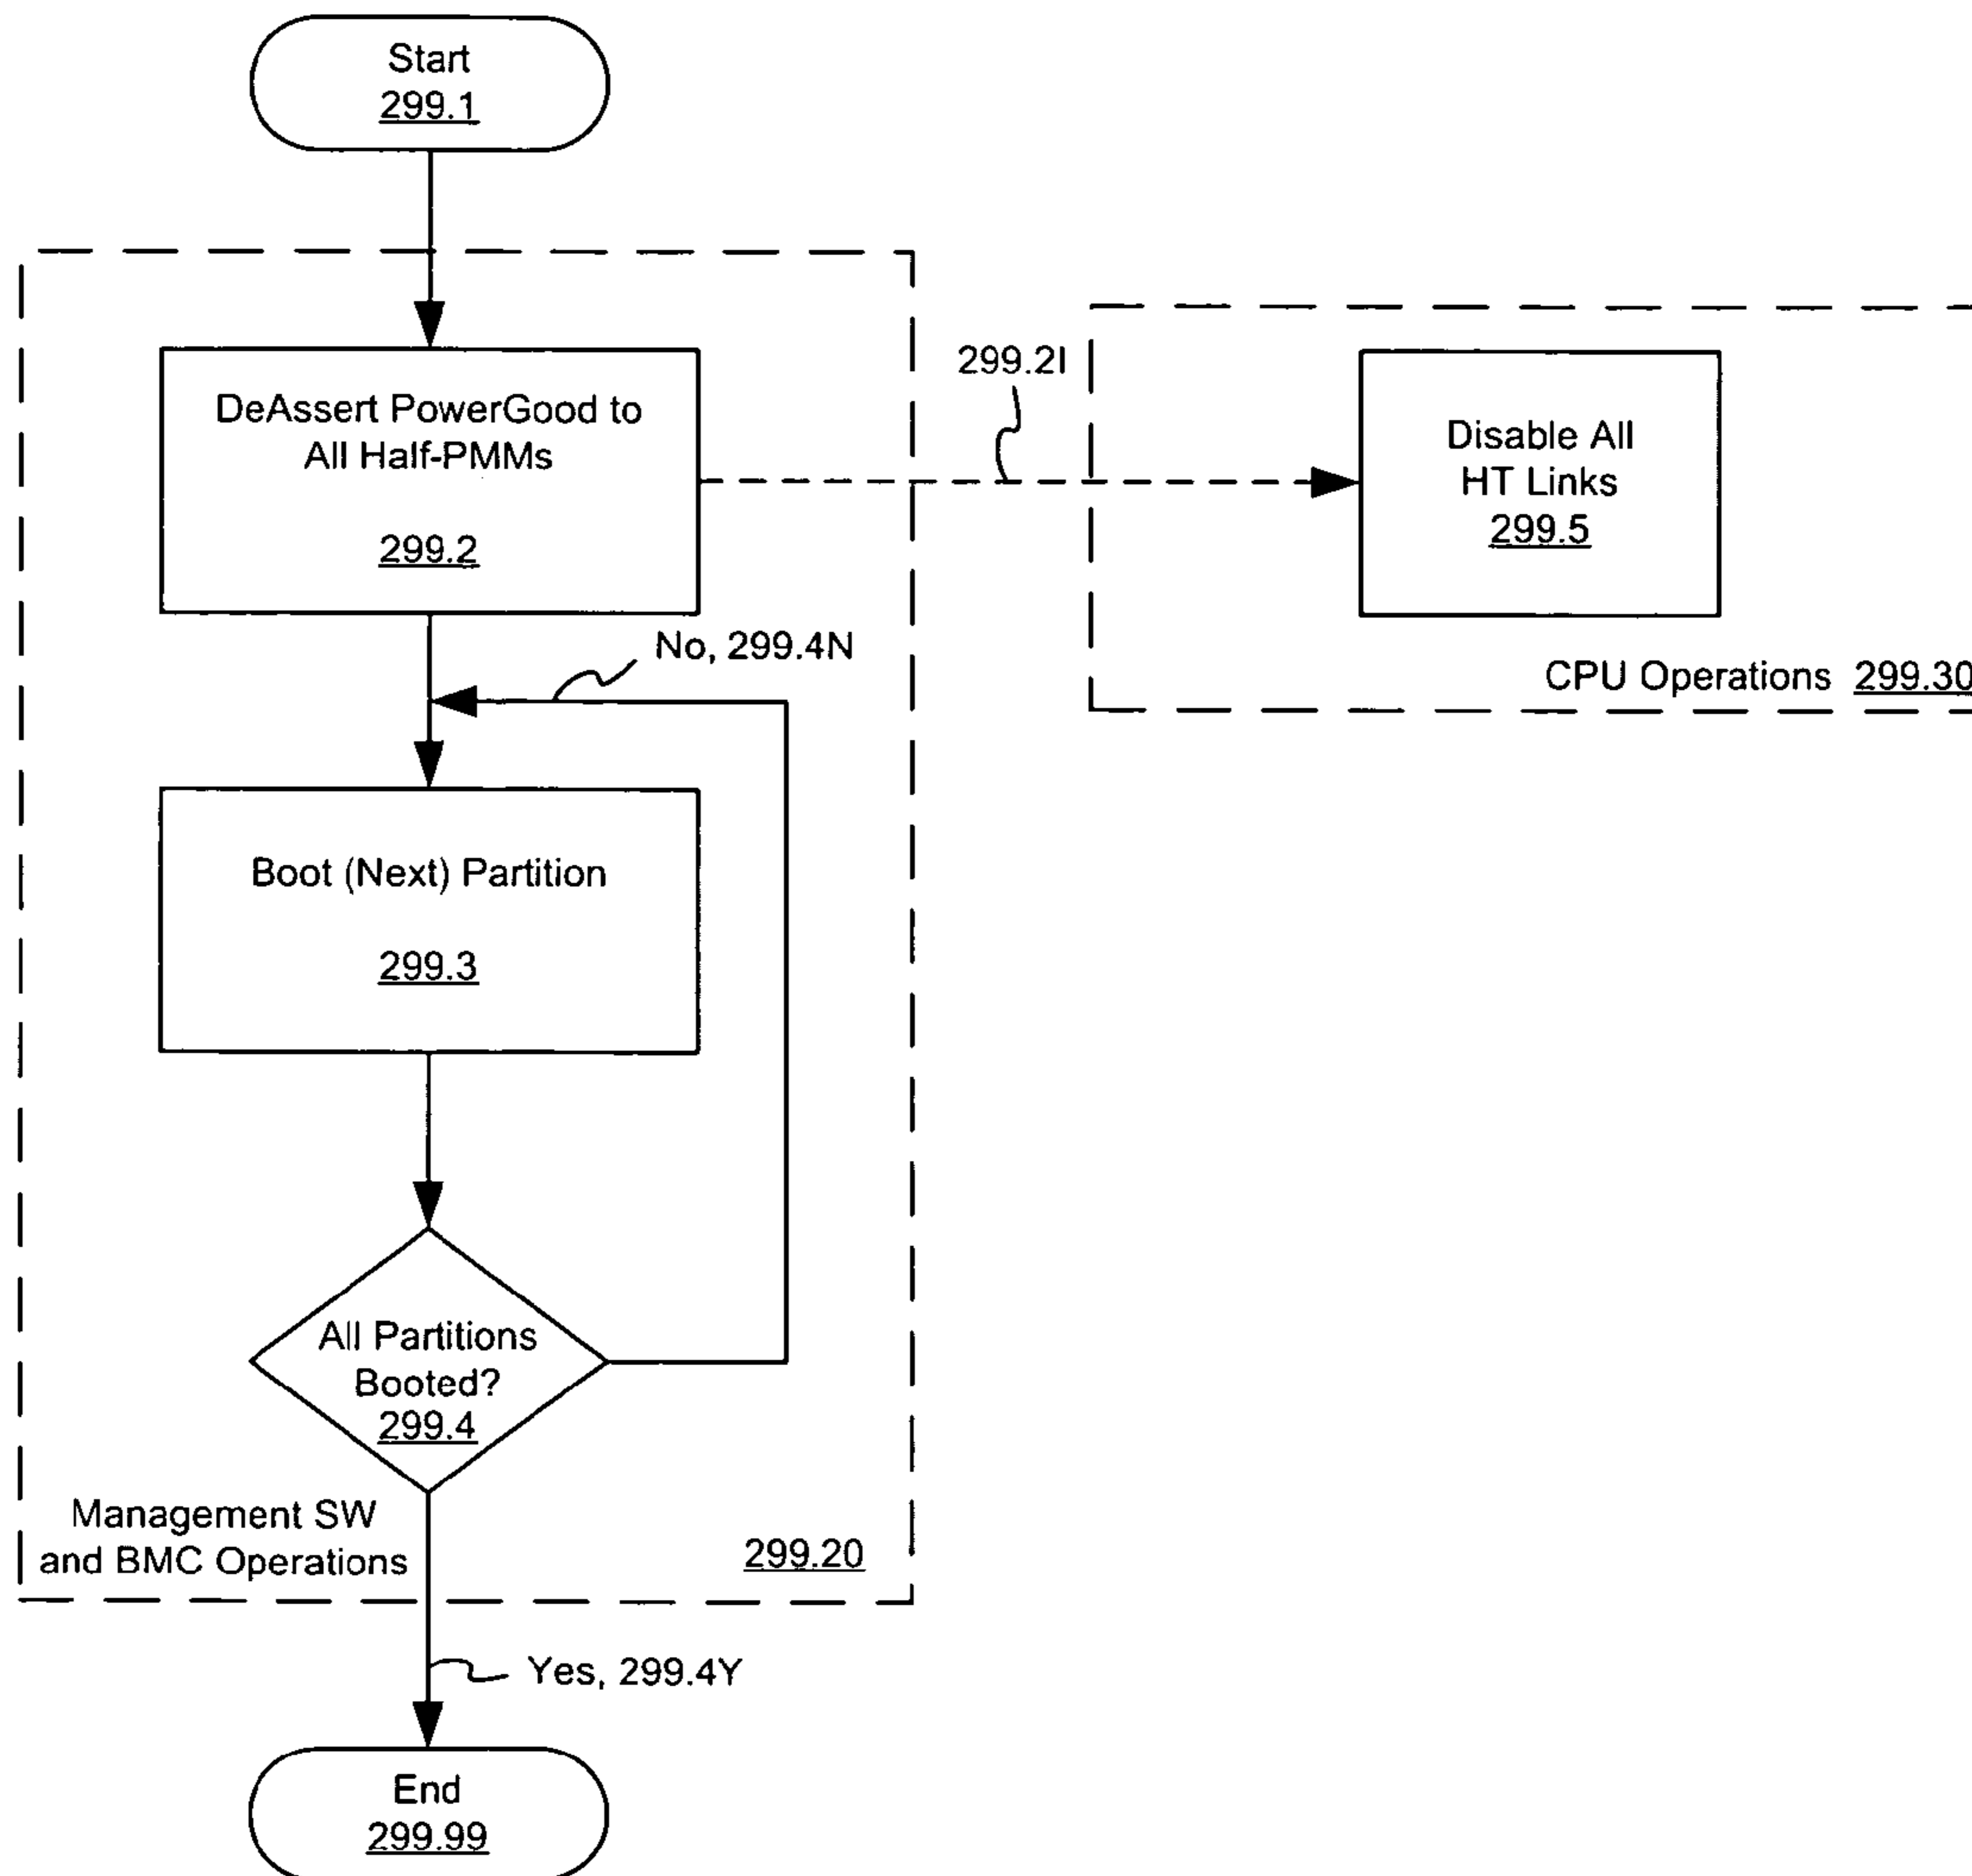 Start
299.1
DeAssert PowerGood to
All Half-PMMs
299.2
299.2I
Disable All
HT Links
299.5
CPU Operations 299.30
No, 299.4N
Boot (Next) Partition
299.3
All Partitions
Booted?
299.4
Management SW
and BMC Operations
299.20
Yes, 299.4Y
End
299.99